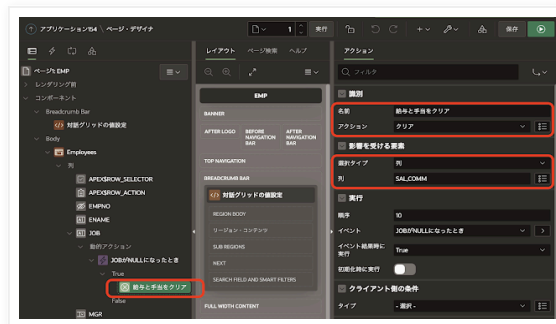 アプリケーション154 \ ページ・デザイナ
1
実行
保存
ページ1: EMP
レンダリング前
コンポーネント
Breadcrumb Bar
対話グリッドの値設定
Body
Employees
列
APEX$ROW_SELECTOR
APEX$ROW_ACTION
EMPNO
ENAME
JOB
動的アクション
JOBがNULLになったとき
True
給与と手当をクリア
False
MGR
レイアウト ページ検索 ヘルプ
EMP
BANNER
AFTER LOGO
BEFORE NAVIGATION BAR
AFTER NAVIGATION BAR
TOP NAVIGATION
BREADCRUMB BAR
対話グリッドの値設定
REGION BODY
リージョン・コンテンツ
SUB REGIONS
NEXT
SEARCH FIELD AND SMART FILTERS
FULL WIDTH CONTENT
アクション
フィルタ
識別
名前 給与と手当をクリア
アクション クリア
影響を受ける要素
選択タイプ 列
列 SAL,COMM
実行
順序 10
イベント JOBがNULLになったとき
イベント結果時に実行 True
初期化時に実行
クライアント側の条件
タイプ - 選択 -